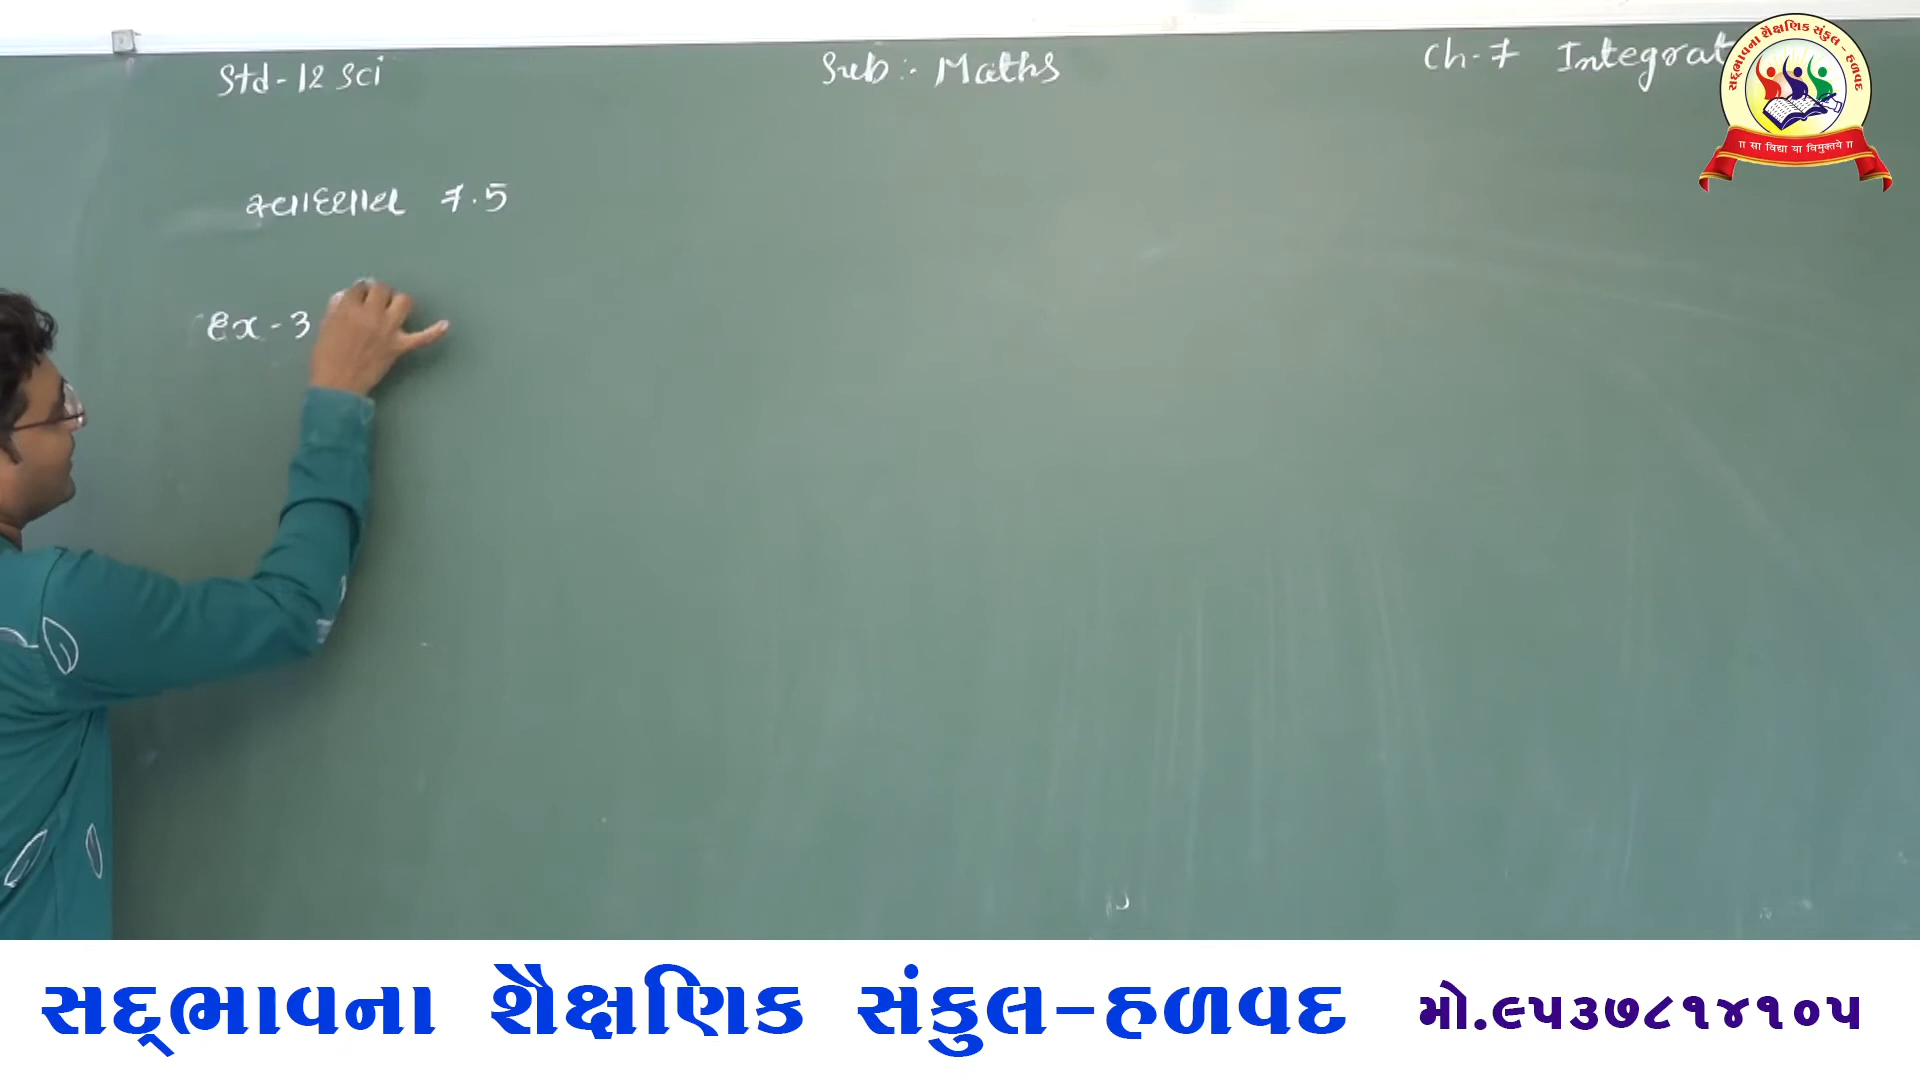 Std - 12 Sci
Sub :- Maths
Ch-7 Integrat
સ્વાધ્યાય 7.5
Ex - 3
સદ્ભાવના શૈક્ષણિક સંકુલ - હળવદ
॥ सा विद्या या विमुक्तये ॥
સદ્‌ભાવના શૈક્ષણિક સંકુલ-હળવદ
મો.૯૫૩૭૮૧૪૧૦૫